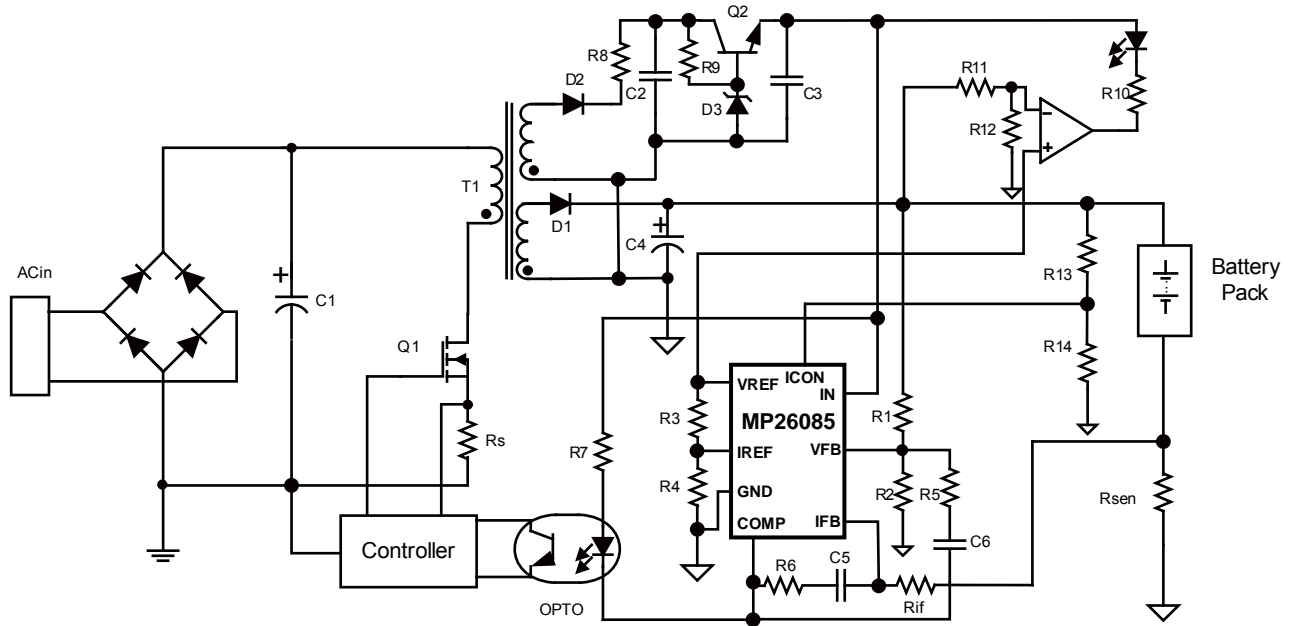 Q2
R8
R9
D2
C2
D3
C3
R11
R12
R10
T1
D1
C4
ACin
C1
R13
Battery
Pack
R14
Q1
VREF
ICON
IN
MP26085
R1
R3
Rs
R7
IREF
VFB
R4
GND
R2
R5
Rsen
COMP
IFB
Controller
C6
R6
C5
Rif
OPTO